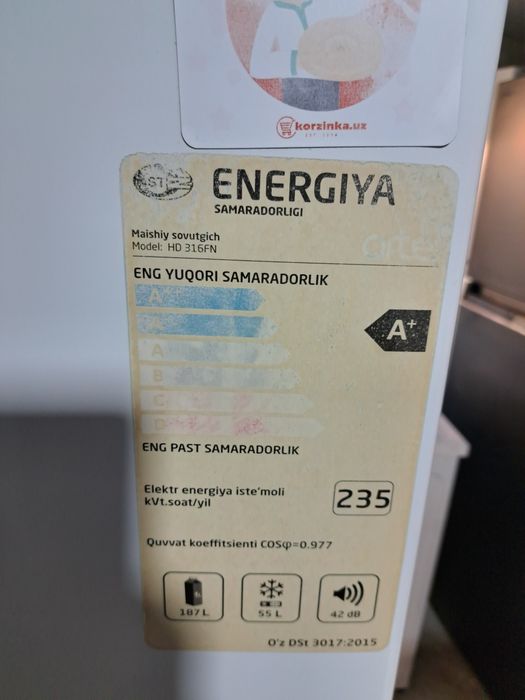 korzinka.uz
ST
ENERGIYA
SAMARADORLIGI
Maishiy sovutgich
Model: HD 316FN
ENG YUQORI SAMARADORLIK
A
A
A
B
C
D
A+
ENG PAST SAMARADORLIK
Elektr energiya iste'moli
kVt.soat/yil
235
Quvvat koeffitsienti COSφ=0.977
187 L
55 L
42 dB
O'z DSt 3017:2015